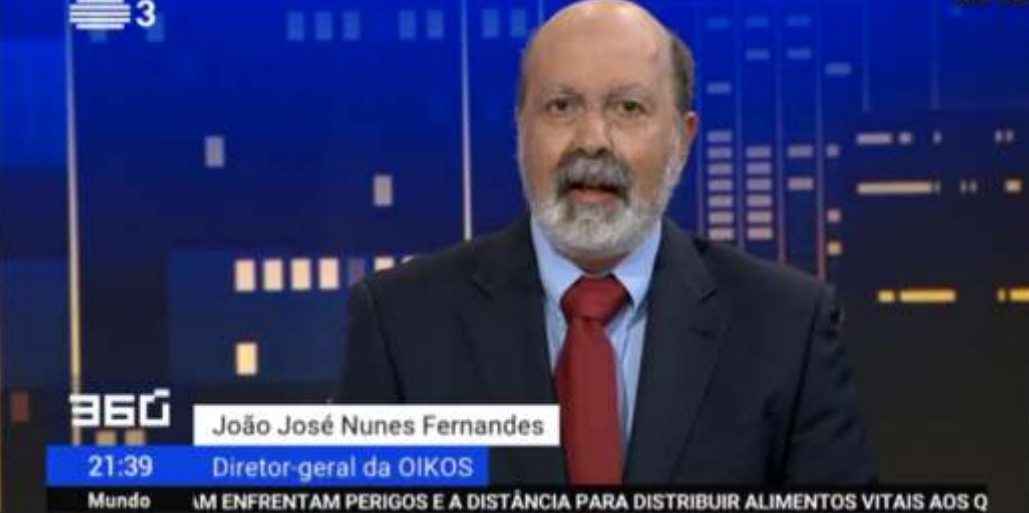 3
360
João José Nunes Fernandes
21:39
Diretor-geral da OIKOS
Mundo
AM ENFRENTAM PERIGOS E A DISTÂNCIA PARA DISTRIBUIR ALIMENTOS VITAIS AOS Q